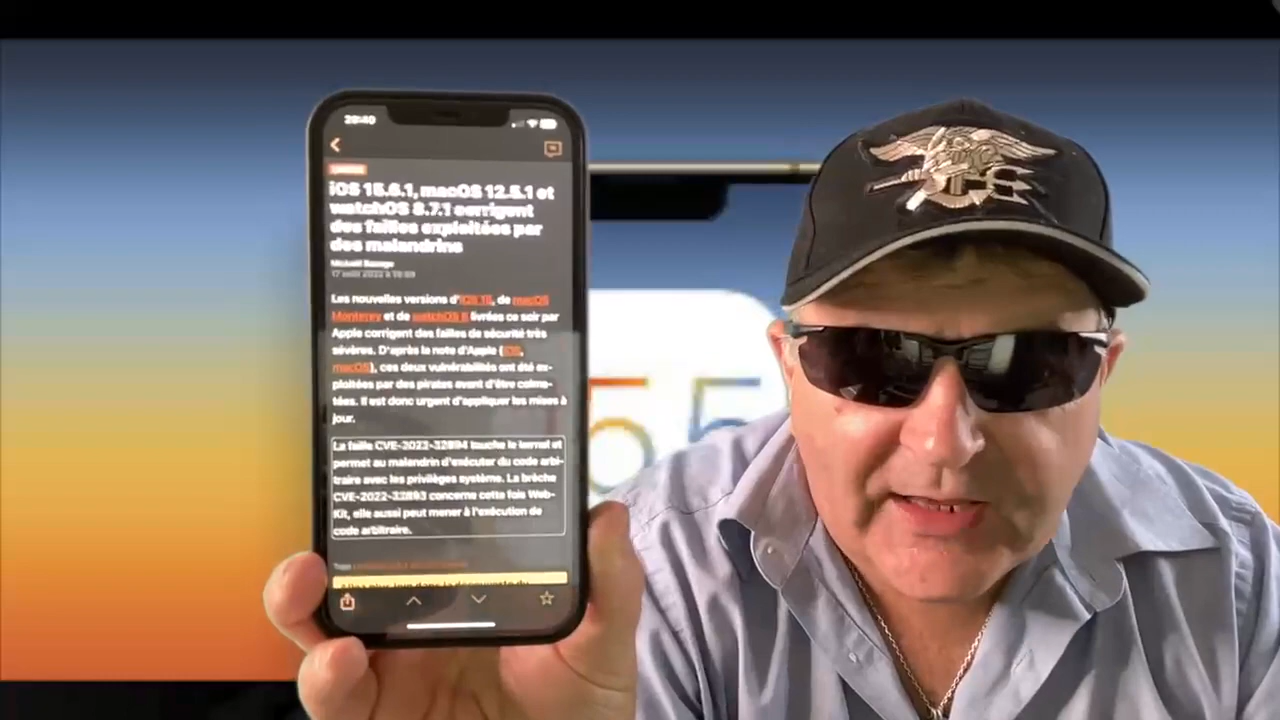 20:40
iOS 15.6.1, macOS 12.5.1 et
watchOS 8.7.1 corrigent
des failles exploitées par
des malandrins
17 août 2022 à
Les nouvelles versions d'iOS 15, de macOS
Monterey et de watchOS 8 livrées ce soir par
Apple corrigent des failles de sécurité très
sévères. D'après le note d'Apple (iOS,
macOS), ces deux vulnérabilités ont été ex-
ploitées par des pirates avant d'être colma-
tées. Il est donc urgent d'appliquer les mises à
jour.
La faille CVE-2022-32894 touche le kernel et
permet au malandrin d'exécuter du code arbi-
traire avec les privilèges système. La brèche
CVE-2022-32893 concerne cette fois Web-
Kit, elle aussi peut mener à l'exécution de
code arbitraire.